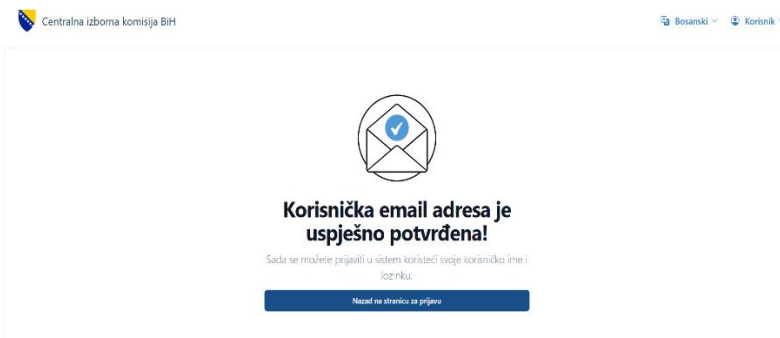 Centralna izborna komisija BiH
Bosanski
Korisnik
Korisnička email adresa je
uspješno potvrđena!
Sada se možete prijaviti u sistem koristeći svoje korisničko ime i
lozinku.
Nazad na stranicu za prijavu